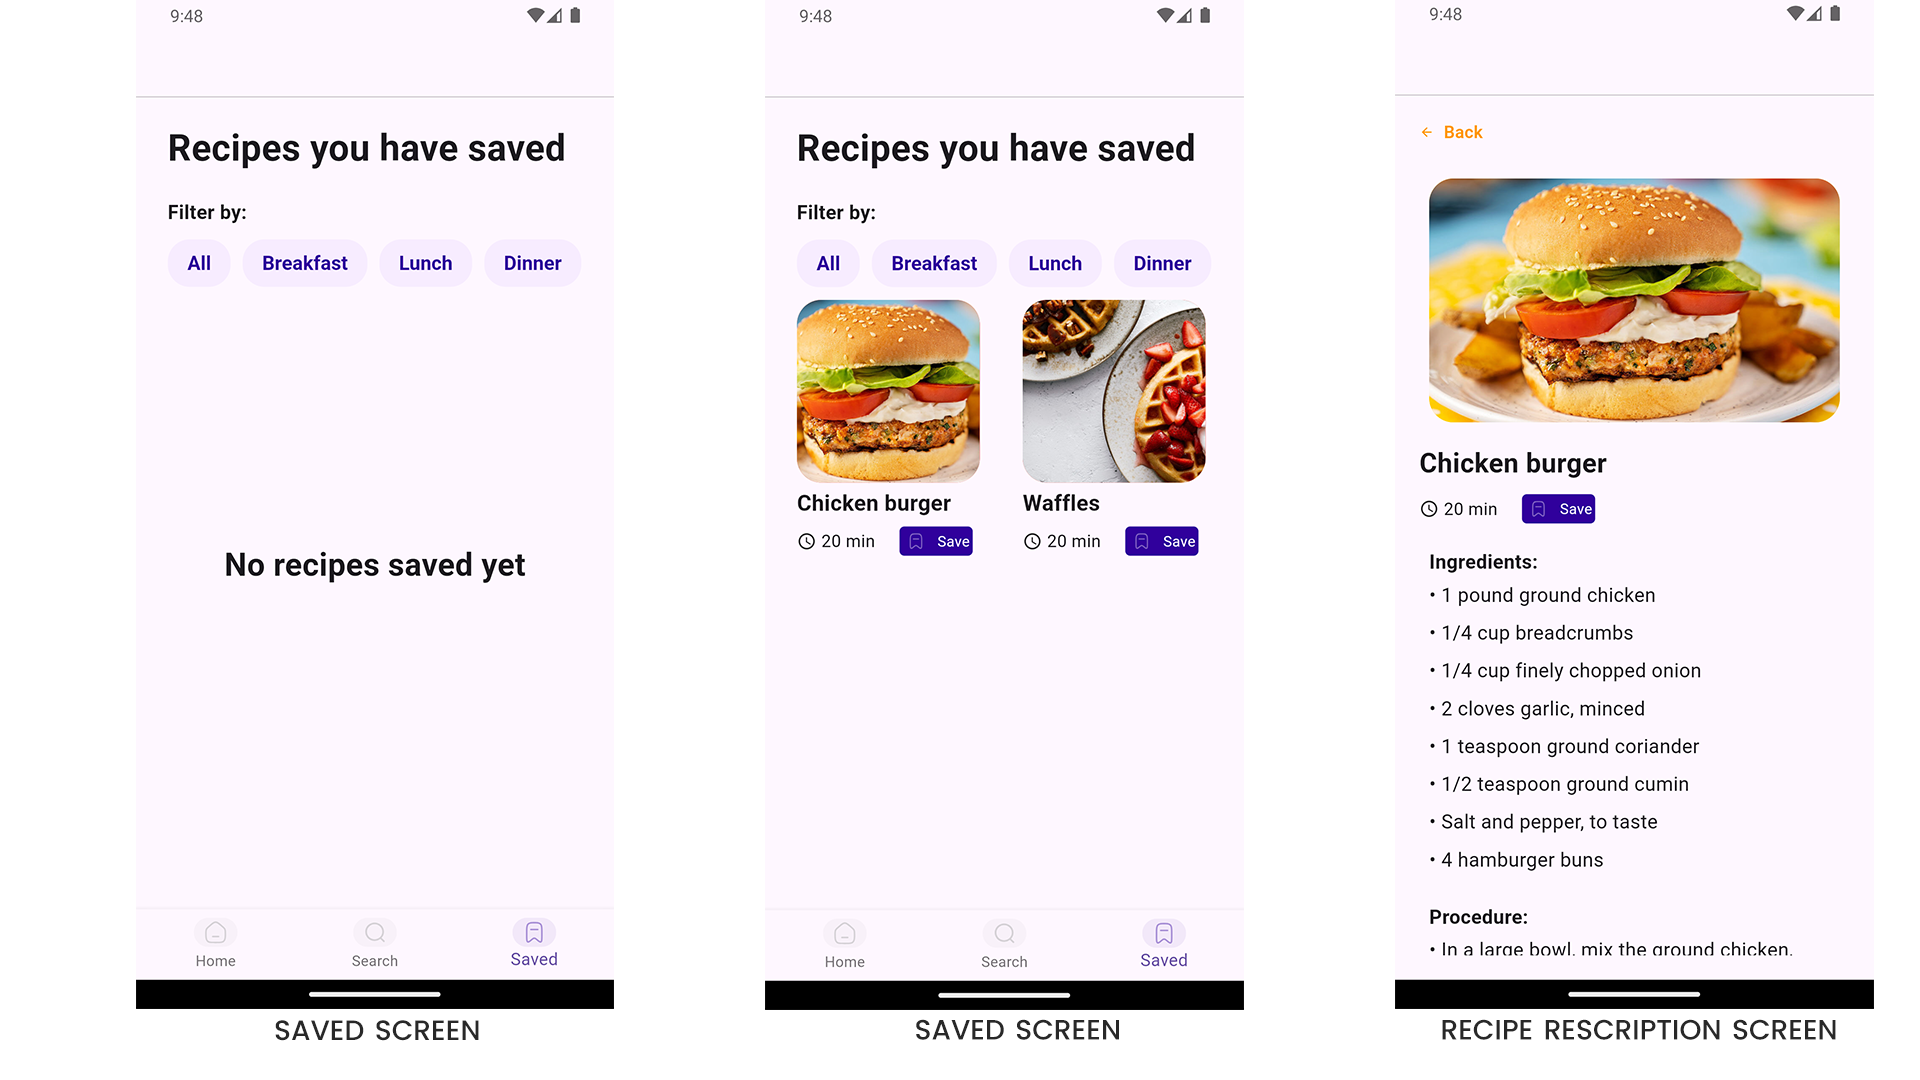 9:48
Recipes you have saved
Filter by:
All Breakfast Lunch Dinner
No recipes saved yet
Home Search Saved
SAVED SCREEN
9:48
Recipes you have saved
Filter by:
All Breakfast Lunch Dinner
Chicken burger Waffles
20 min Save 20 min Save
Home Search Saved
SAVED SCREEN
9:48
← Back
Chicken burger
20 min Save
Ingredients:
• 1 pound ground chicken
• 1/4 cup breadcrumbs
• 1/4 cup finely chopped onion
• 2 cloves garlic, minced
• 1 teaspoon ground coriander
• 1/2 teaspoon ground cumin
• Salt and pepper, to taste
• 4 hamburger buns
Procedure:
• In a large bowl, mix the ground chicken,
RECIPE RESCRIPTION SCREEN